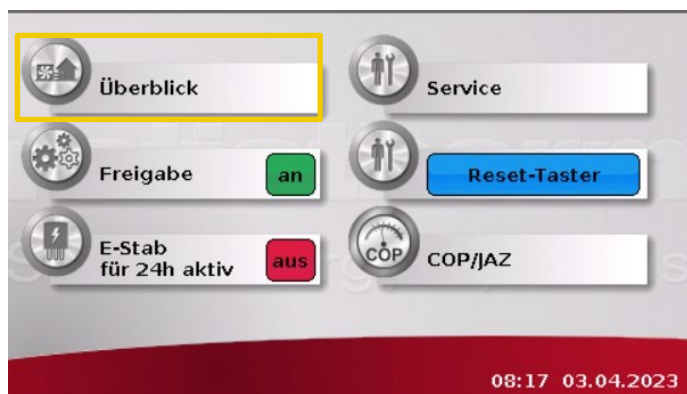 Überblick
Service
Freigabe
an
Reset-Taster
E-Stab
für 24h aktiv
aus
COP
COP/JAZ
08:17 03.04.2023